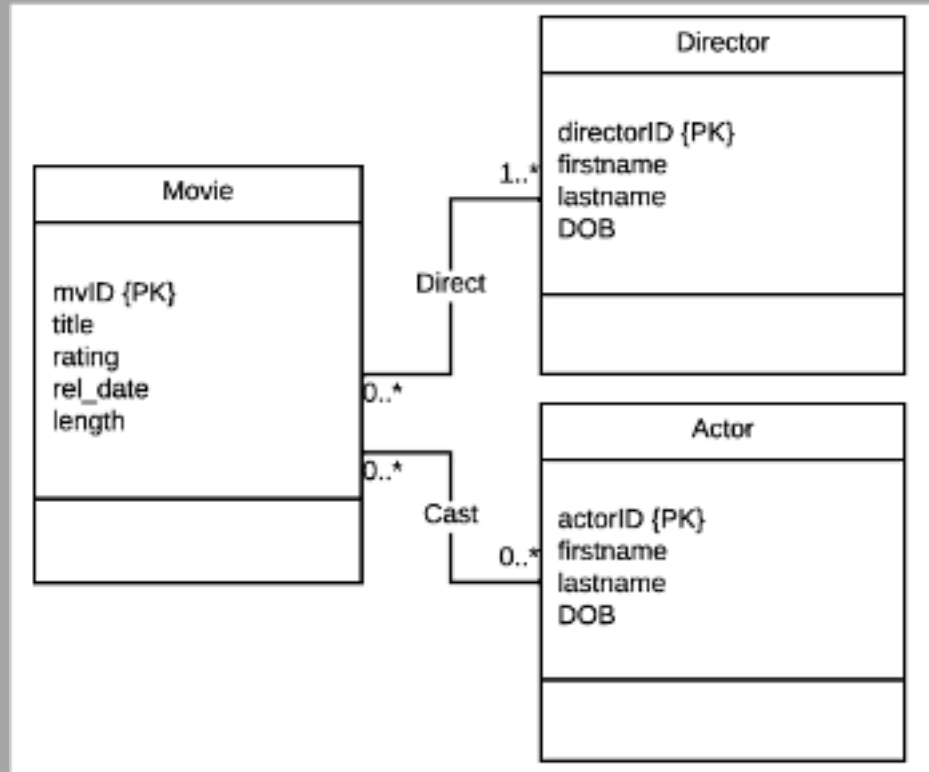 Movie
mvID {PK}
title
rating
rel_date
length
Direct
1..*
0..*
Cast
0..*
0..*
Director
directorID {PK}
firstname
lastname
DOB
Actor
actorID {PK}
firstname
lastname
DOB